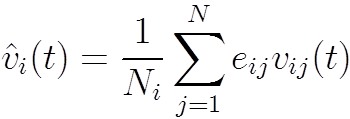 $\hat{v}_i(t) = \frac{1}{N_i} \sum_{j=1}^{N} e_{ij} v_{ij}(t)$